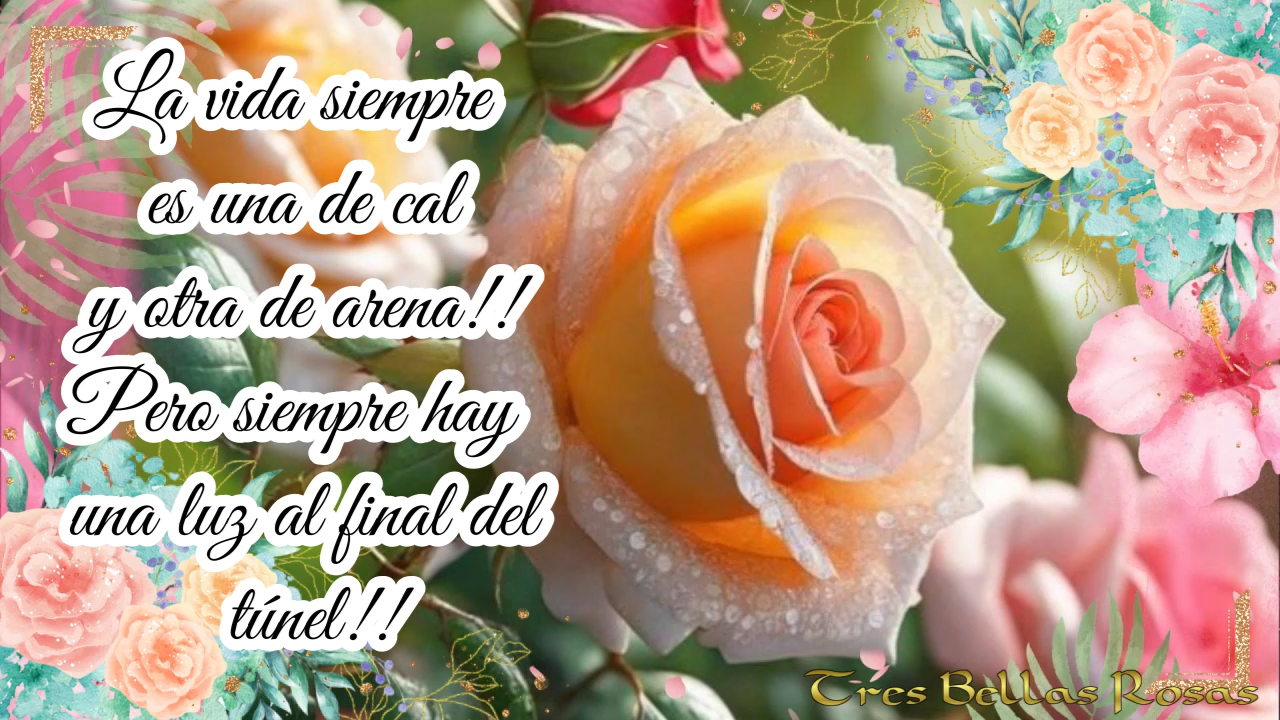 La vida siempre
es una de cal
y otra de arena!!
Pero siempre hay
una luz al final del
túnel!!
Tres Bellas Rosas